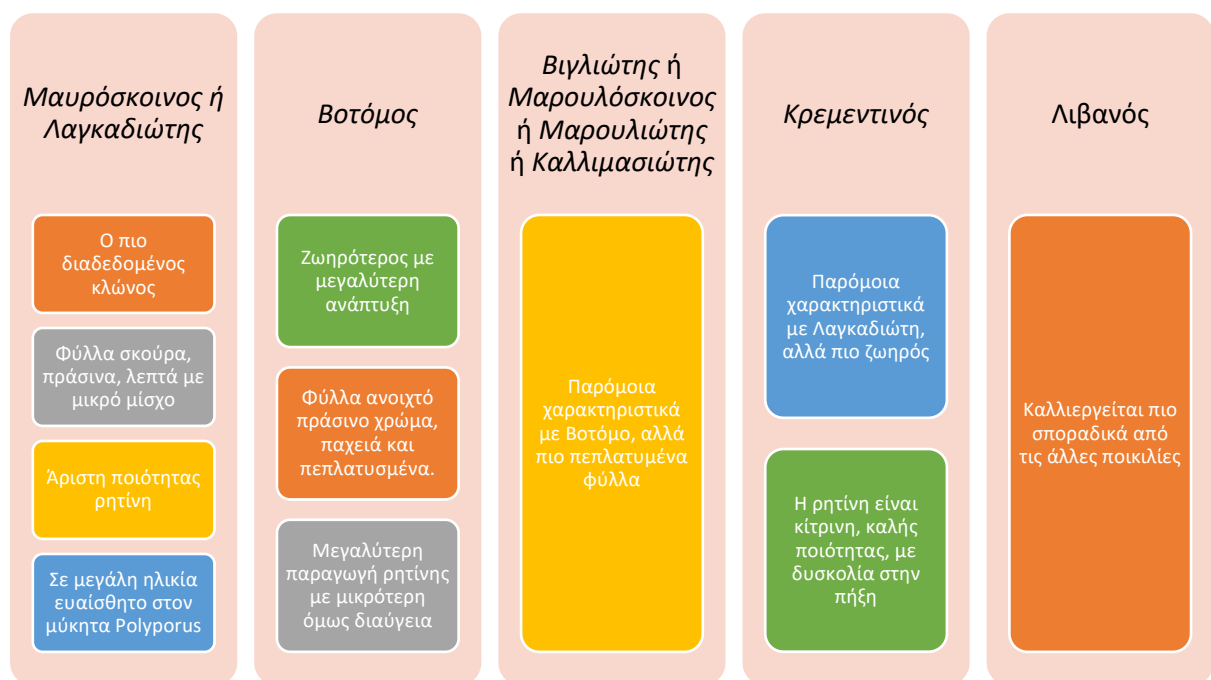 Μαυρόσκοινος ή
Λαγκαδιώτης
Ο πιο
διαδεδομένος
κλώνος
Φύλλα σκούρα,
πράσινα, λεπτά με
μικρό μίσχο
Άριστη ποιότητας
ρητίνη
Σε μεγάλη ηλικία
ευαίσθητο στον
μύκητα Polyporus
Βοτόμος
Ζωηρότερος με
μεγαλύτερη
ανάπτυξη
Φύλλα ανοιχτό
πράσινο χρώμα,
παχειά και
πεπλατυσμένα.
Μεγαλύτερη
παραγωγή ρητίνης
με μικρότερη
όμως διαύγεια
Βιγλιώτης ή
Μαρουλόσκοινος
ή Μαρουλιώτης
ή Καλλιμασιώτης
Παρόμοια
χαρακτηριστικά
με Βοτόμο, αλλά
πιο πεπλατυμένα
φύλλα
Κρεμεντινός
Παρόμοια
χαρακτηριστικά
με Λαγκαδιώτη,
αλλά πιο ζωηρός
Η ρητίνη είναι
κίτρινη, καλής
ποιότητας, με
δυσκολία στην
πήξη
Λιβανός
Καλλιεργείται πιο
σποραδικά από
τις άλλες ποικιλίες